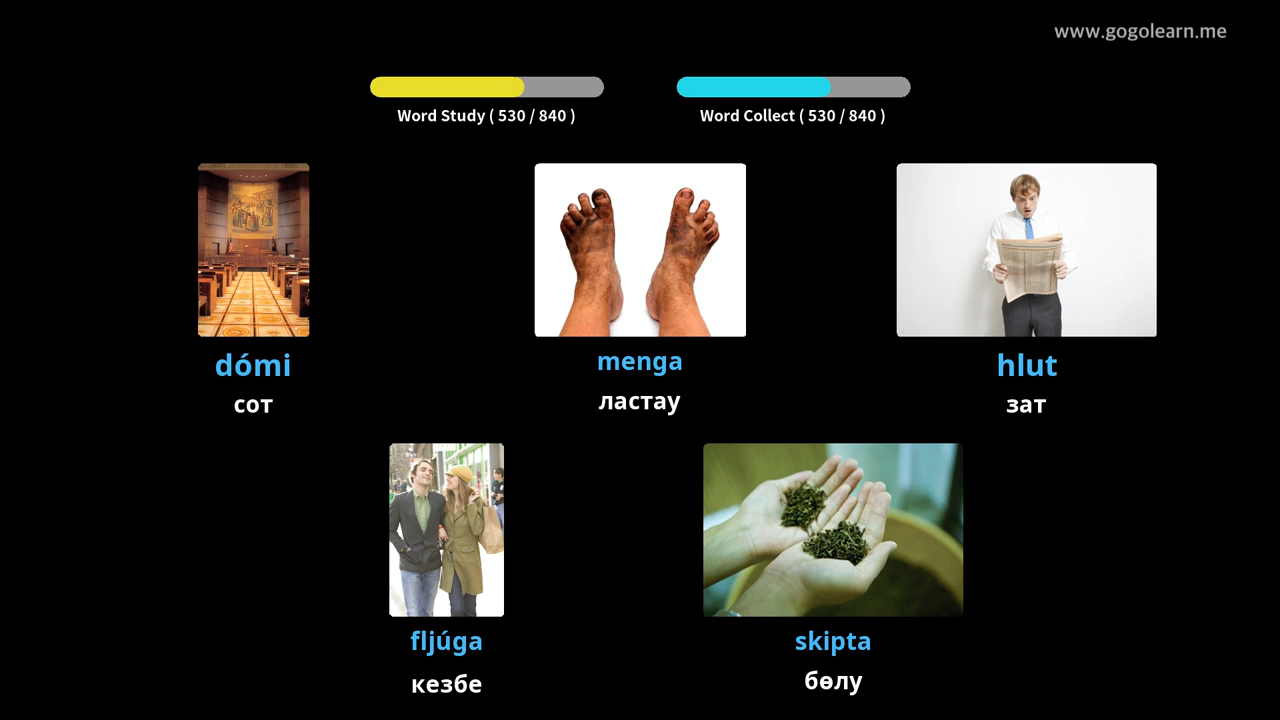 www.gogolearn.me
Word Study ( 530 / 840 )
Word Collect ( 530 / 840 )
dómi
сот
menga
ластау
hlut
зат
fljúga
кезбе
skipta
бөлу